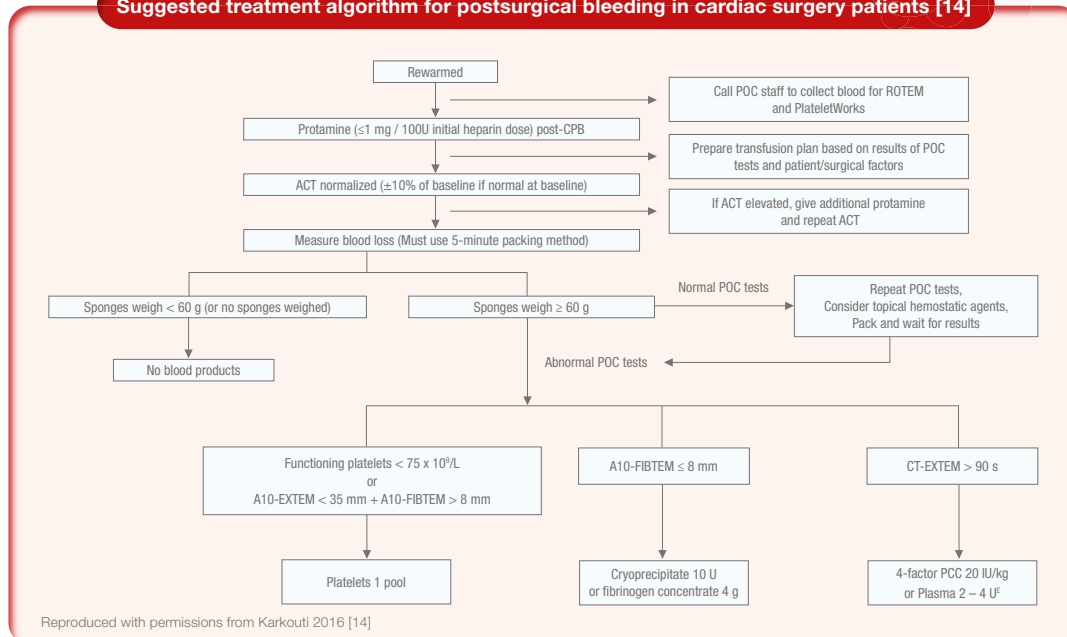 Suggested treatment algorithm for postsurgical bleeding in cardiac surgery patients [14]
Rewarmed
Call POC staff to collect blood for ROTEM
and PlateletWorks
Protamine (≤1 mg / 100U initial heparin dose) post-CPB
Prepare transfusion plan based on results of POC
tests and patient/surgical factors
ACT normalized (±10% of baseline if normal at baseline)
If ACT elevated, give additional protamine
and repeat ACT
Measure blood loss (Must use 5-minute packing method)
Sponges weigh < 60 g (or no sponges weighed)
Sponges weigh ≥ 60 g
Normal POC tests
Repeat POC tests,
Consider topical hemostatic agents,
Pack and wait for results
No blood products
Abnormal POC tests
Functioning platelets < 75 x 10⁹/L
or
A10-EXTEM < 35 mm + A10-FIBTEM > 8 mm
A10-FIBTEM ≤ 8 mm
CT-EXTEM > 90 s
Platelets 1 pool
Cryoprecipitate 10 U
or fibrinogen concentrate 4 g
4-factor PCC 20 IU/kg
or Plasma 2 – 4 U£
Reproduced with permissions from Karkouti 2016 [14]